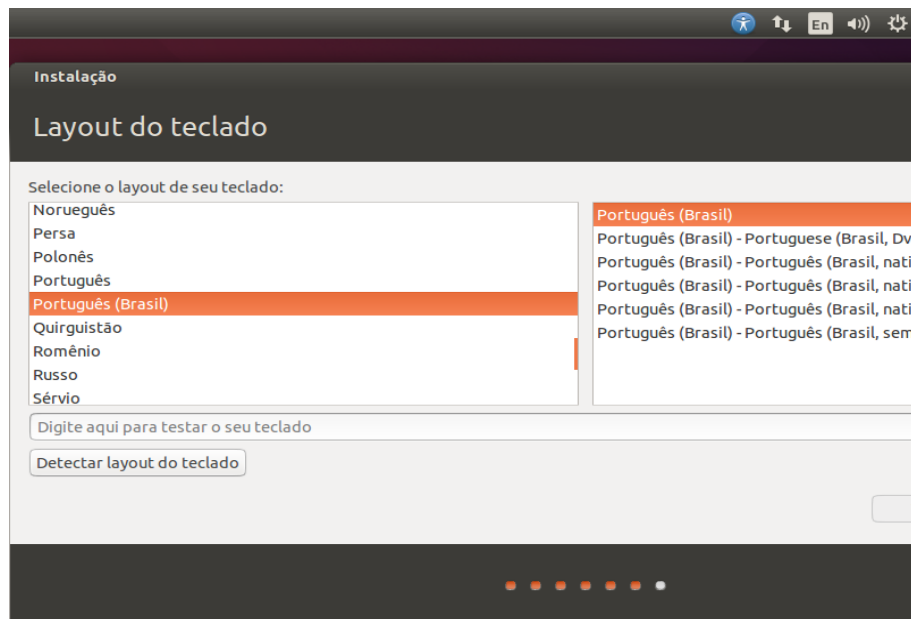 En
Instalação
Layout do teclado
Selecione o layout de seu teclado:
Norueguês
Persa
Polonês
Português
Português (Brasil)
Quirguistão
Romênio
Russo
Sérvio
Português (Brasil)
Português (Brasil) - Portuguese (Brasil, Dv
Português (Brasil) - Português (Brasil, nati
Português (Brasil) - Português (Brasil, nati
Português (Brasil) - Português (Brasil, nati
Português (Brasil) - Português (Brasil, sem
Digite aqui para testar o seu teclado
Detectar layout do teclado